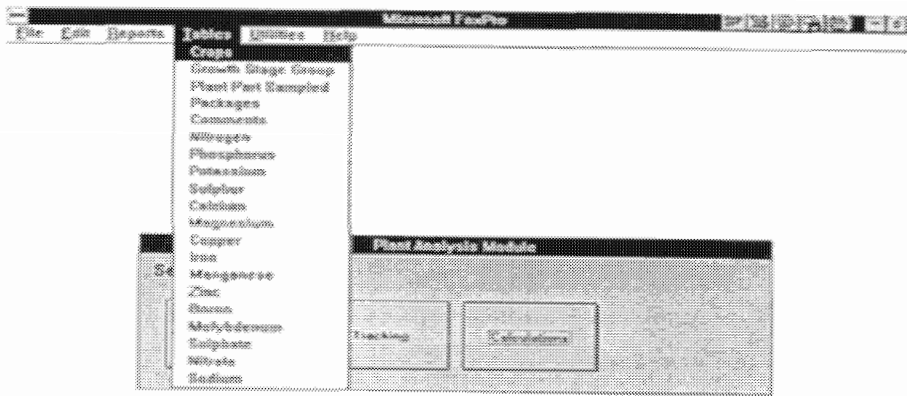 Microsoft FoxPro
File Edit Reports Tables Utilities Help
Crops
Growth Stage Group
Plant Part Sampled
Packages
Comments
Nitrogen
Phosphorus
Potassium
Sulphur
Calcium
Magnesium
Copper
Iron
Manganese
Zinc
Boron
Molybdenum
Sulphate
Nitrate
Sodium
Plant Analysis Module
Se
Tracking
Calculations